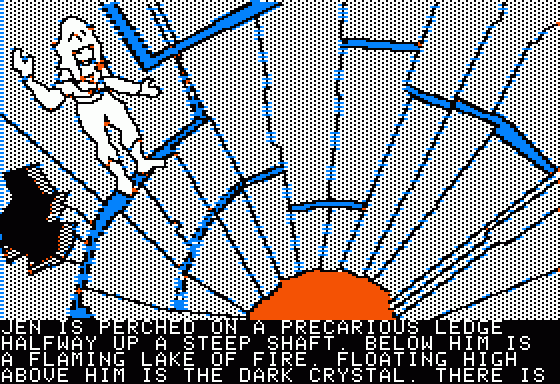 JEN IS PERCHED ON A PRECARIOUS LEDGE
HALFWAY UP A STEEP SHAFT. BELOW HIM IS
A FLAMING LAKE OF FIRE. FLOATING HIGH
ABOVE HIM IS THE DARK CRYSTAL. THERE IS